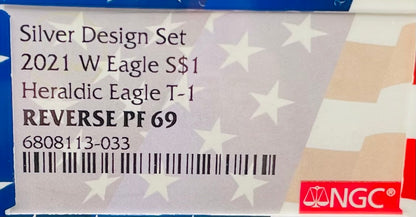 Silver Design Set
2021 W Eagle S$1
Heraldic Eagle T-1
REVERSE PF 69
6808113-033
NGC®